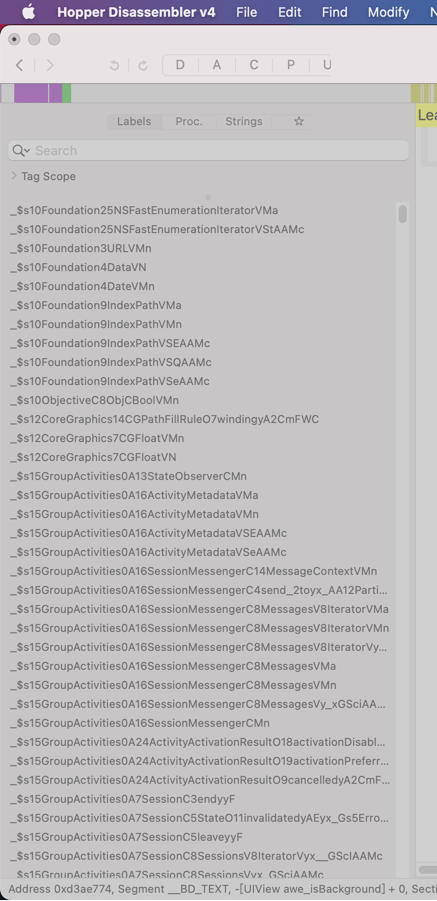 Hopper Disassembler v4 File Edit Find Modify
D A C P
Labels Proc. Strings
Search
Tag Scope
_$s10Foundation25NSFastEnumerationIteratorVMa
_$s10Foundation25NSFastEnumerationIteratorVStAAMc
_$s10Foundation3URLVMn
_$s10Foundation4DataVN
_$s10Foundation4DateVMn
_$s10Foundation9IndexPathVMa
_$s10Foundation9IndexPathVMn
_$s10Foundation9IndexPathVSEAAMc
_$s10Foundation9IndexPathVSQAAMc
_$s10Foundation9IndexPathVSeAAMc
_$s10ObjectiveC8ObjCBoolVMn
_$s12CoreGraphics14CGPathFillRuleO7windingyA2CmFWC
_$s12CoreGraphics7CGFloatVMn
_$s12CoreGraphics7CGFloatVN
_$s15GroupActivities0A13StateObserverCMn
_$s15GroupActivities0A16ActivityMetadataVMa
_$s15GroupActivities0A16ActivityMetadataVMn
_$s15GroupActivities0A16ActivityMetadataVSEAAMc
_$s15GroupActivities0A16ActivityMetadataVSeAAMc
_$s15GroupActivities0A16SessionMessengerC14MessageContextVMn
_$s15GroupActivities0A16SessionMessengerC4send_2toyx_AA12Parti...
_$s15GroupActivities0A16SessionMessengerC8MessagesV8IteratorVMa
_$s15GroupActivities0A16SessionMessengerC8MessagesV8IteratorVMn
_$s15GroupActivities0A16SessionMessengerC8MessagesV8IteratorVy...
_$s15GroupActivities0A16SessionMessengerC8MessagesVMa
_$s15GroupActivities0A16SessionMessengerC8MessagesVMn
_$s15GroupActivities0A16SessionMessengerC8MessagesVy_xGSciAA...
_$s15GroupActivities0A16SessionMessengerCMn
_$s15GroupActivities0A24ActivityActivationResultO18activationDisabl...
_$s15GroupActivities0A24ActivityActivationResultO19activationPreferr...
_$s15GroupActivities0A24ActivityActivationResultO9cancelledyA2CmF...
_$s15GroupActivities0A7SessionC3endyyF
_$s15GroupActivities0A7SessionC5StateO11invalidatedyAEyx_Gs5Erro...
_$s15GroupActivities0A7SessionC5leaveyyF
_$s15GroupActivities0A7SessionC8SessionsV8IteratorVyx__GScIAAMc
_$s15GroupActivities0A7SessionC8SessionsVyx_GSciAAMc
Address 0xd3ae774, Segment __BD_TEXT, -[UIView awe_isBackground] + 0, Secti